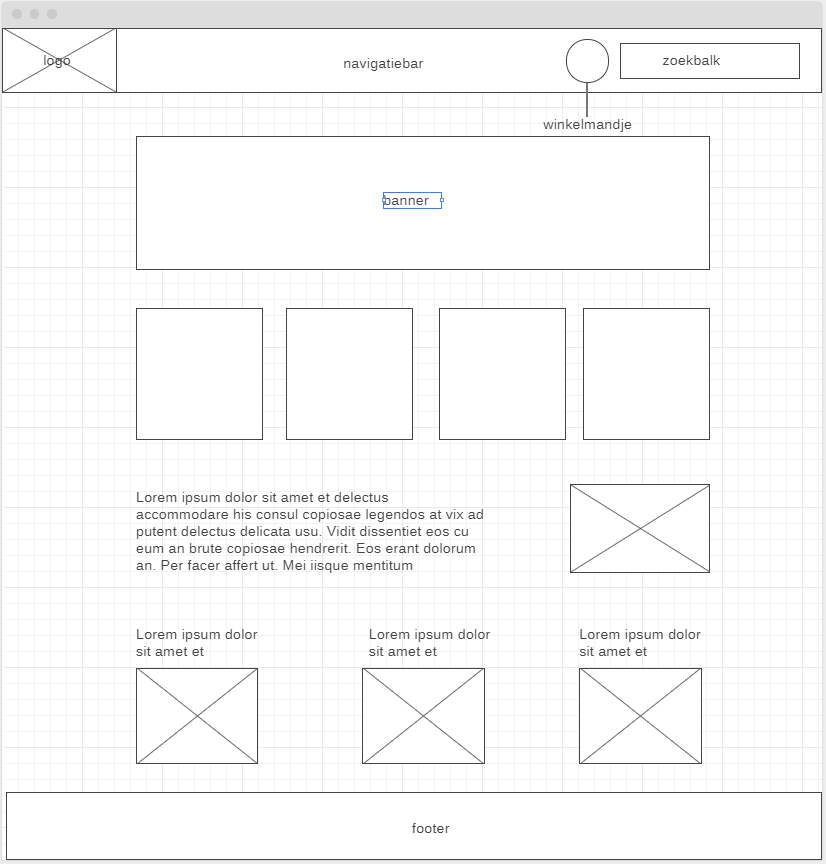 logo
navigatiebar
zoekbalk
winkelmandje
banner
Lorem ipsum dolor sit amet et delectus
accommodare his consul copiosae legendos at vix ad
putent delectus delicata usu. Vidit dissentiet eos cu
eum an brute copiosae hendrerit. Eos erant dolorum
an. Per facer affert ut. Mei iisque mentitum
Lorem ipsum dolor
sit amet et
Lorem ipsum dolor
sit amet et
Lorem ipsum dolor
sit amet et
footer